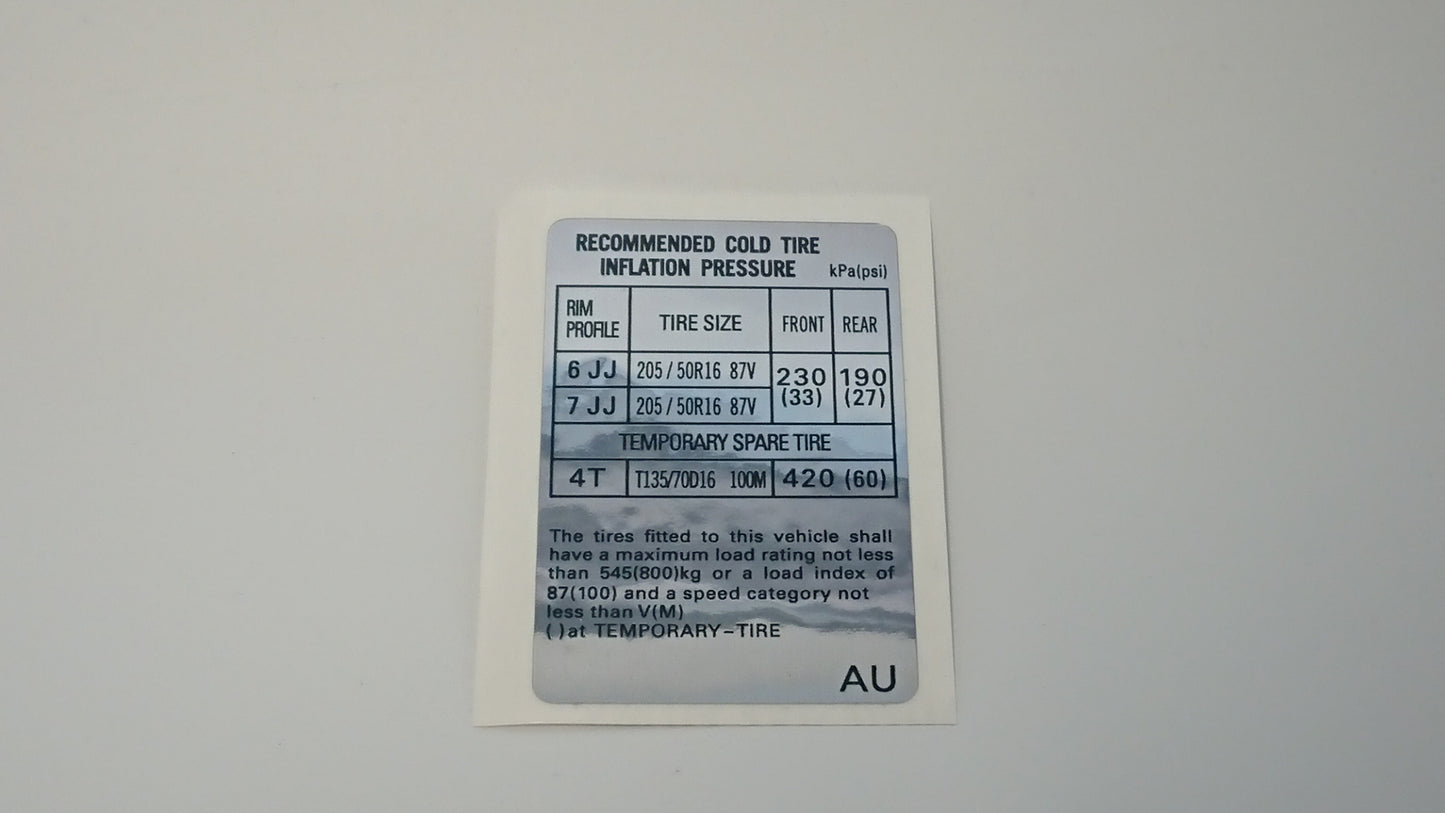 RECOMMENDED COLD TIRE
INFLATION PRESSURE kPa(psi)
RIM PROFILE TIRE SIZE FRONT REAR
6 JJ 205/50R16 87V 230 (33) 190 (27)
7 JJ 205/50R16 87V
TEMPORARY SPARE TIRE
4T T135/70D16 100M 420 (60)
The tires fitted to this vehicle shall
have a maximum load rating not less
than 545(800)kg or a load index of
87(100) and a speed category not
less than V(M)
( )at TEMPORARY-TIRE
AU